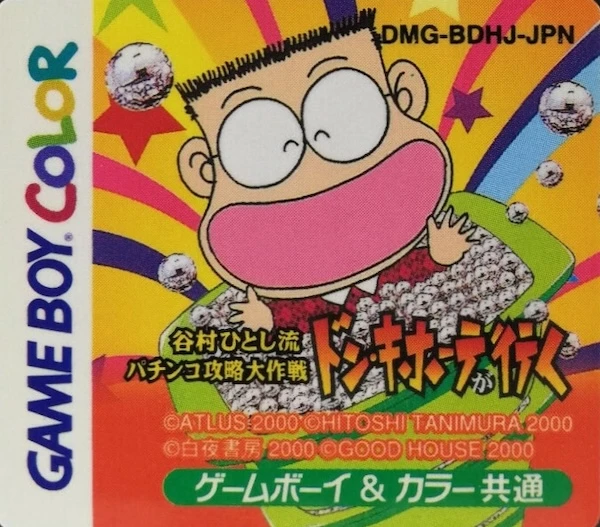 DMG-BDHJ-JPN
GAME BOY COLOR
谷村ひとし流
パチンコ攻略大作戦
ドン・キホーテが行く
©ATLUS 2000 ©HITOSHI TANIMURA 2000
©白夜書房 2000 ©GOOD HOUSE 2000
ゲームボーイ & カラー共通